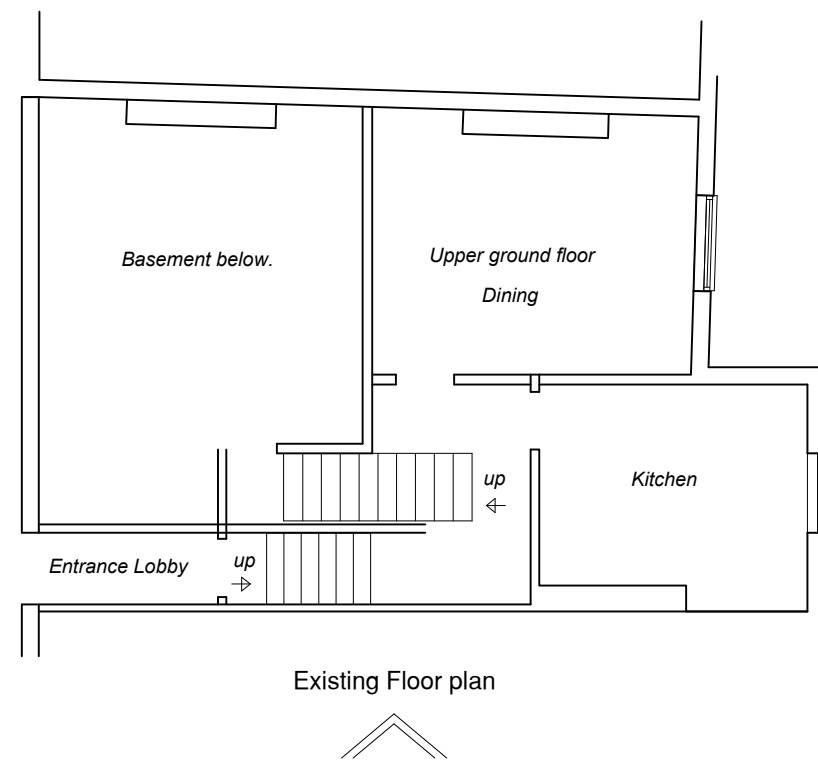 Basement below.
Upper ground floor
Dining
up
Kitchen
Entrance Lobby
up
Existing Floor plan